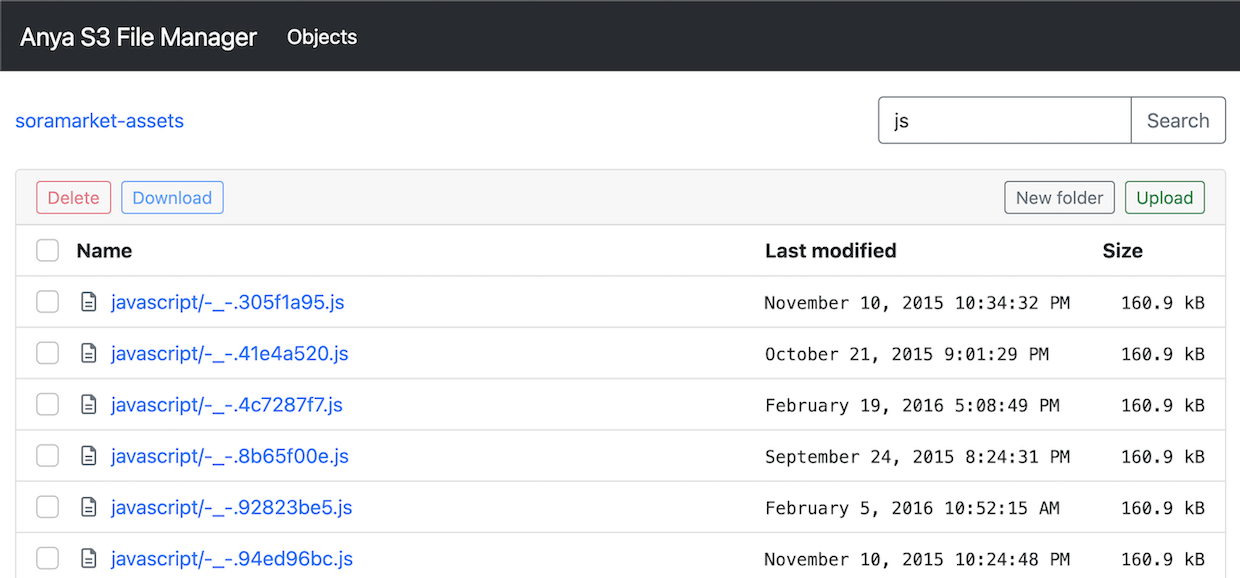 Anya S3 File Manager Objects
soramarket-assets js Search
Delete Download New folder Upload
Name Last modified Size
javascript/-_-.305f1a95.js November 10, 2015 10:34:32 PM 160.9 kB
javascript/-_-.41e4a520.js October 21, 2015 9:01:29 PM 160.9 kB
javascript/-_-.4c7287f7.js February 19, 2016 5:08:49 PM 160.9 kB
javascript/-_-.8b65f00e.js September 24, 2015 8:24:31 PM 160.9 kB
javascript/-_-.92823be5.js February 5, 2016 10:52:15 AM 160.9 kB
javascript/-_-.94ed96bc.js November 10, 2015 10:24:48 PM 160.9 kB